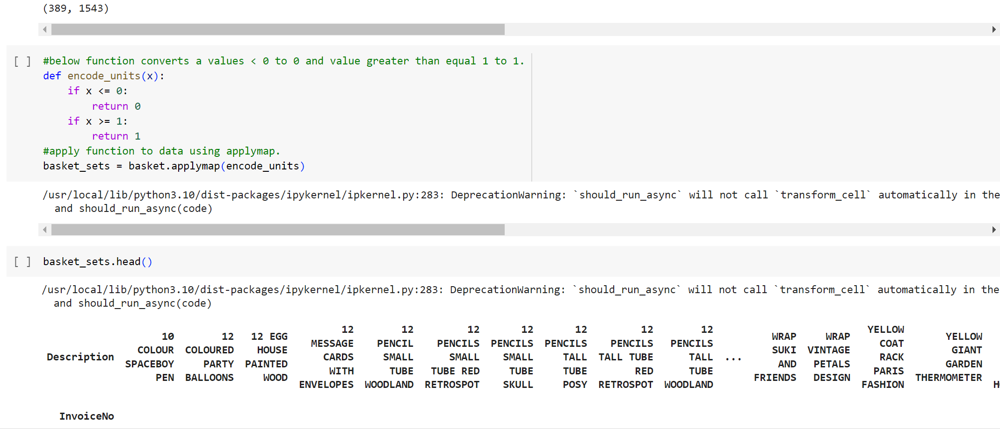 (389, 1543)
[ ] #below function converts a values < 0 to 0 and value greater than equal 1 to 1.
def encode_units(x):
    if x <= 0:
        return 0
    if x >= 1:
        return 1
#apply function to data using applymap.
basket_sets = basket.applymap(encode_units)
/usr/local/lib/python3.10/dist-packages/ipykernel/ipkernel.py:283: DeprecationWarning: `should_run_async` will not call `transform_cell` automatically in the
  and should_run_async(code)
[ ] basket_sets.head()
/usr/local/lib/python3.10/dist-packages/ipykernel/ipkernel.py:283: DeprecationWarning: `should_run_async` will not call `transform_cell` automatically in the
  and should_run_async(code)
Description
10
COLOUR
SPACEBOY
PEN
12
COLOURED
PARTY
BALLOONS
12 EGG
HOUSE
PAINTED
WOOD
12
MESSAGE
CARDS
WITH
ENVELOPES
12
PENCIL
SMALL
TUBE
WOODLAND
12
PENCILS
SMALL
TUBE RED
RETROSPOT
12
PENCILS
SMALL
TUBE
SKULL
12
PENCILS
TALL
TUBE
POSY
12
PENCILS
TALL TUBE
RED
RETROSPOT
12
PENCILS
TALL
TUBE
WOODLAND
...
WRAP
SUKI
AND
FRIENDS
WRAP
VINTAGE
PETALS
DESIGN
YELLOW
COAT
RACK
PARIS
FASHION
YELLOW
GIANT
GARDEN
THERMOMETER
InvoiceNo